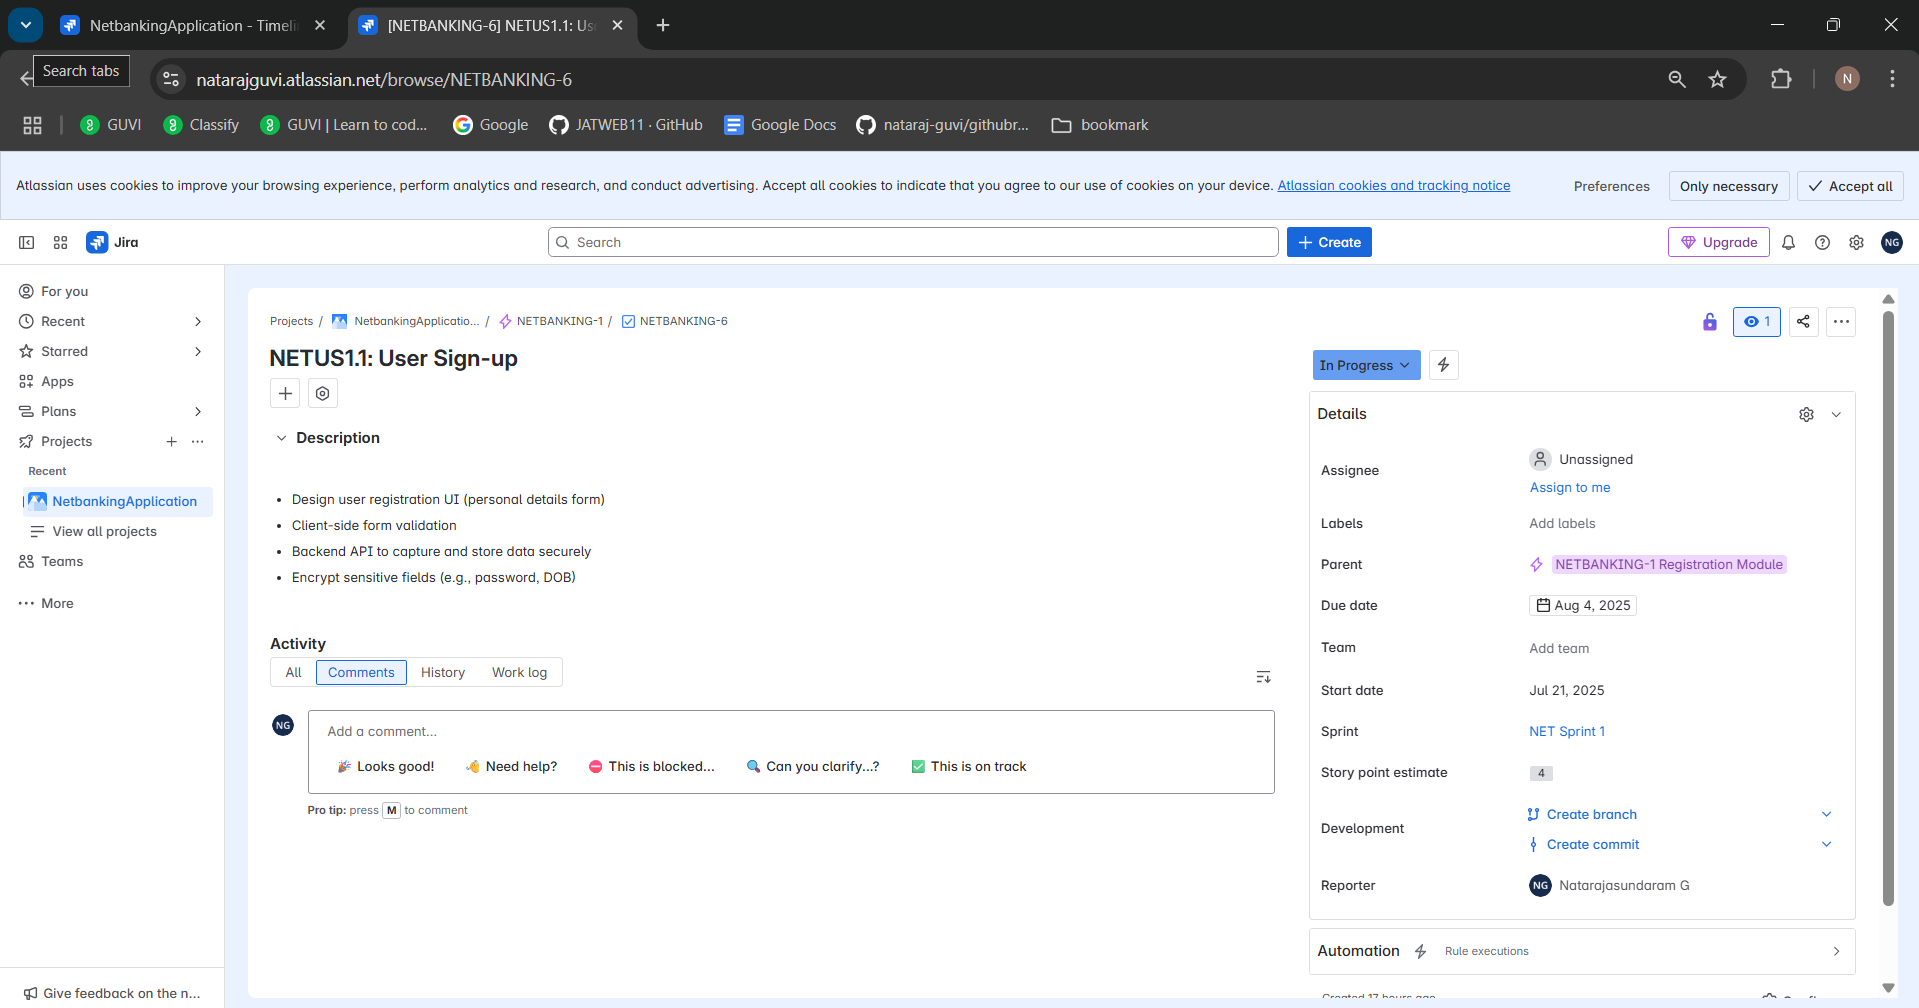 NetbankingApplication - Timeli
[NETBANKING-6] NETUS1.1: Us
Search tabs
natarajguvi.atlassian.net/browse/NETBANKING-6
N
GUVI
Classify
GUVI | Learn to cod...
Google
JATWEB11 · GitHub
Google Docs
nataraj-guvi/githubr...
bookmark
Atlassian uses cookies to improve your browsing experience, perform analytics and research, and conduct advertising. Accept all cookies to indicate that you agree to our use of cookies on your device. Atlassian cookies and tracking notice
Preferences
Only necessary
Accept all
Jira
Search
Create
Upgrade
NG
For you
Recent
Starred
Apps
Plans
Projects
Recent
NetbankingApplication
View all projects
Teams
More
Give feedback on the n...
Projects / NetbankingApplicatio... / NETBANKING-1 / NETBANKING-6
1
NETUS1.1: User Sign-up
Description
• Design user registration UI (personal details form)
• Client-side form validation
• Backend API to capture and store data securely
• Encrypt sensitive fields (e.g., password, DOB)
Activity
All
Comments
History
Work log
NG
Add a comment...
Looks good!
Need help?
This is blocked...
Can you clarify...?
This is on track
Pro tip: press M to comment
In Progress
Details
Assignee
Unassigned
Assign to me
Labels
Add labels
Parent
NETBANKING-1 Registration Module
Due date
Aug 4, 2025
Team
Add team
Start date
Jul 21, 2025
Sprint
NET Sprint 1
Story point estimate
4
Development
Create branch
Create commit
Reporter
NG
Natarajasundaram G
Automation
Rule executions
Created 17 hours ago